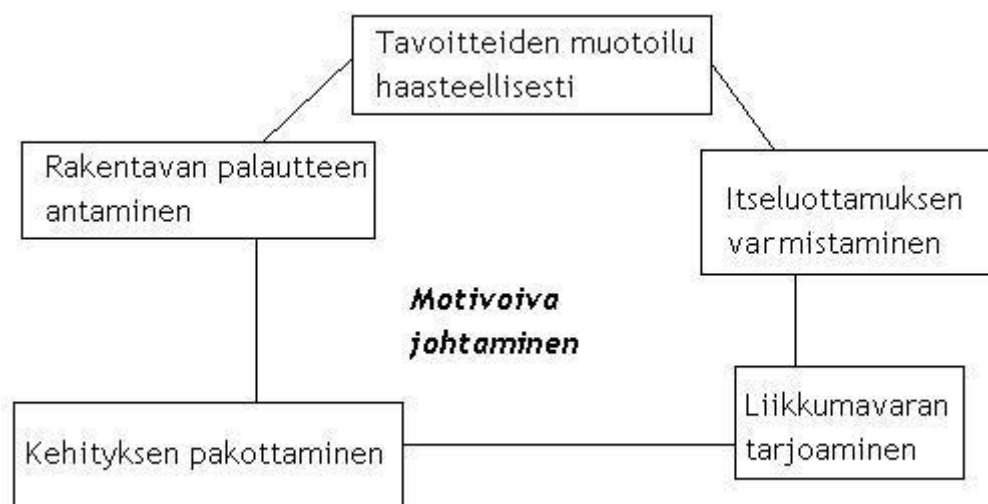 Tavoitteiden muotoilu
haasteellisesti
Rakentavan palautteen
antaminen
Itseluottamuksen
varmistaminen
Motivoiva
johtaminen
Liikkumavaran
tarjoaminen
Kehityksen pakottaminen